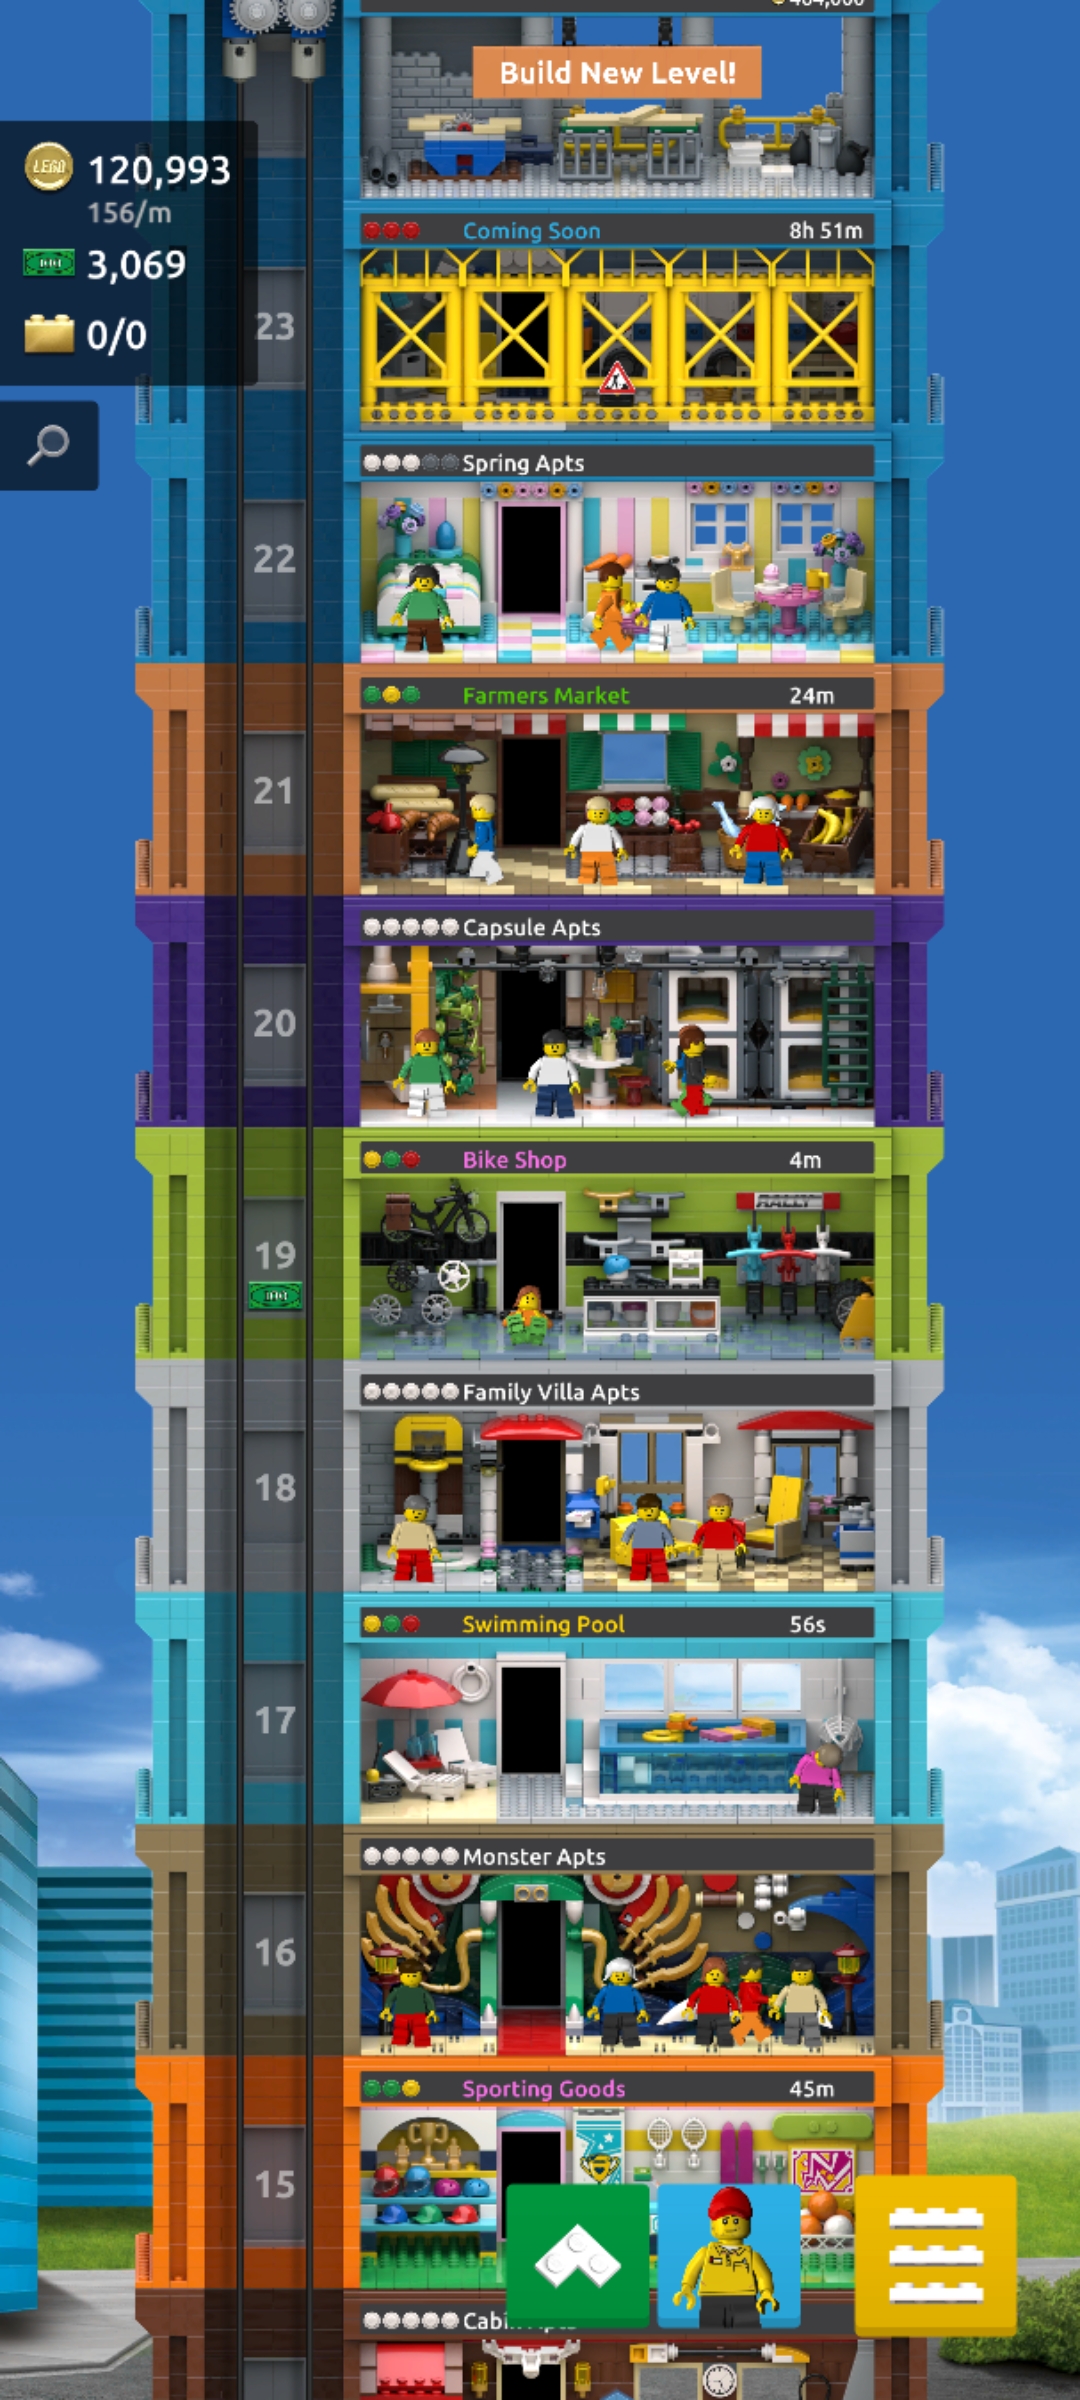 Build New Level!
LEGO 120,993
156/m
3,069
0/0
Coming Soon 8h 51m
23
Spring Apts
22
Farmers Market 24m
21
Capsule Apts
20
Bike Shop 4m
RALLY
19
Family Villa Apts
18
Swimming Pool 56s
17
Monster Apts
16
Sporting Goods 45m
15